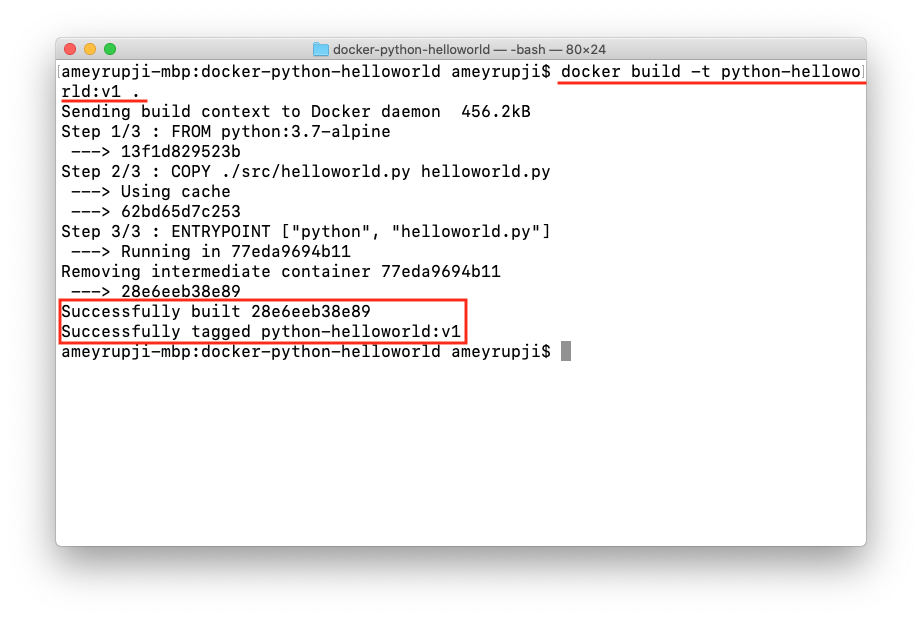 docker-python-helloworld — -bash — 80×24
ameyrupji-mbp:docker-python-helloworld ameyrupji$ docker build -t python-hellowo
rld:v1 .
Sending build context to Docker daemon  456.2kB
Step 1/3 : FROM python:3.7-alpine
 ---> 13f1d829523b
Step 2/3 : COPY ./src/helloworld.py helloworld.py
 ---> Using cache
 ---> 62bd65d7c253
Step 3/3 : ENTRYPOINT ["python", "helloworld.py"]
 ---> Running in 77eda9694b11
Removing intermediate container 77eda9694b11
 ---> 28e6eeb38e89
Successfully built 28e6eeb38e89
Successfully tagged python-helloworld:v1
ameyrupji-mbp:docker-python-helloworld ameyrupji$